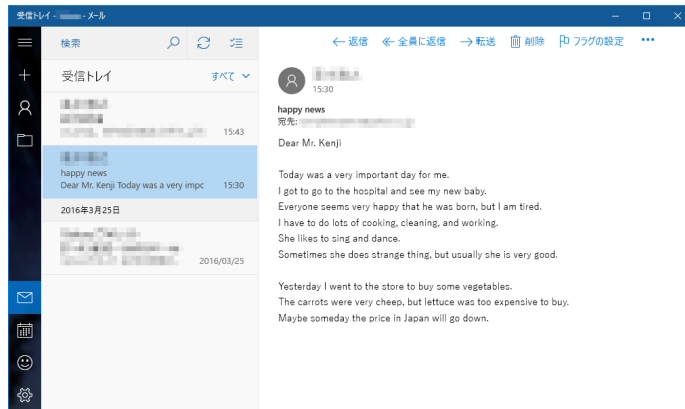 受信トレイ - - メール
検索
受信トレイ
すべて
15:43
happy news
Dear Mr. Kenji Today was a very impc 15:30
2016年3月25日
2016/03/25
返信 全員に返信 転送 削除 フラグの設定
15:30
happy news
宛先:
Dear Mr. Kenji
Today was a very important day for me.
I got to go to the hospital and see my new baby.
Everyone seems very happy that he was born, but I am tired.
I have to do lots of cooking, cleaning, and working.
She likes to sing and dance.
Sometimes she does strange thing, but usually she is very good.
Yesterday I went to the store to buy some vegetables.
The carrots were very cheep, but lettuce was too expensive to buy.
Maybe someday the price in Japan will go down.